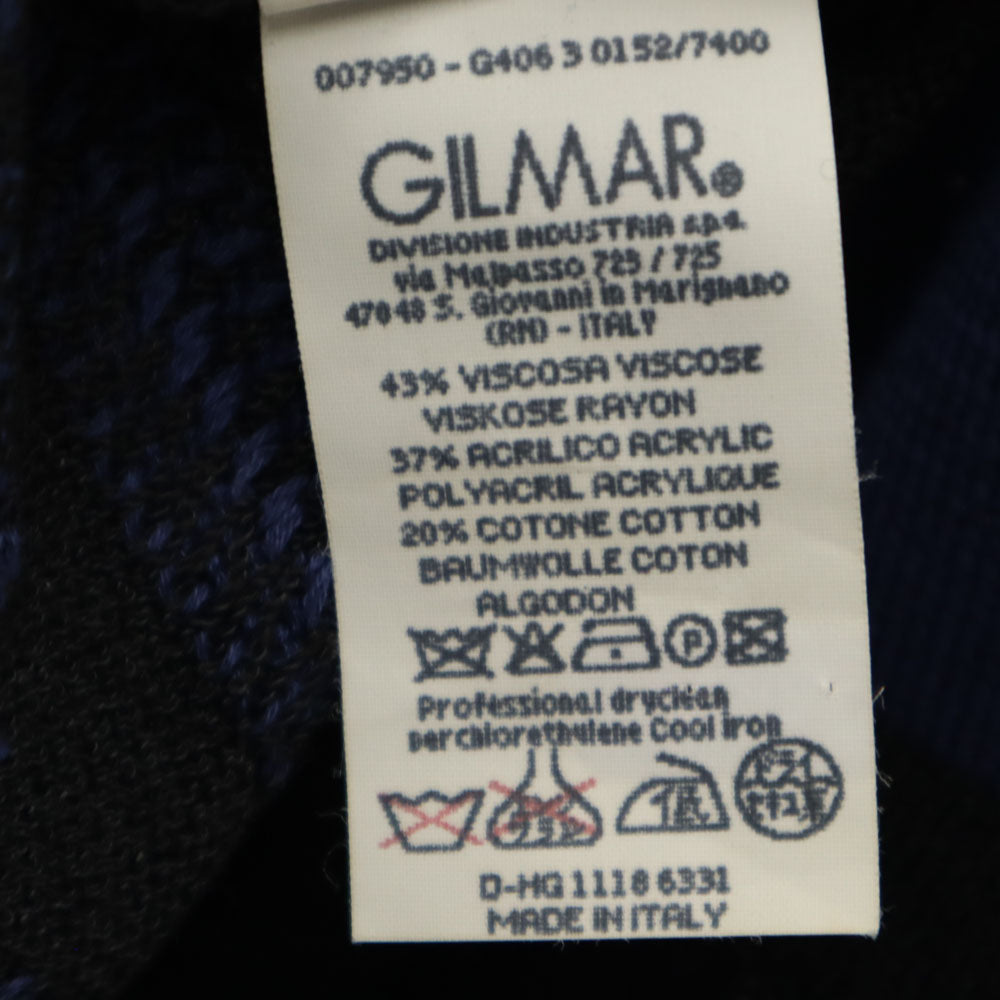 007950 - G406 3 0152/7400
GILMAR®
DIVISIONE INDUSTRIA s.p.a.
via Malpasso 723 / 725
47048 S. Giovanni in Marignano
(RN) - ITALY
43% VISCOSA VISCOSE
VISKOSE RAYON
37% ACRILICO ACRYLIC
POLYACRIL ACRYLIQUE
20% COTONE COTTON
BAUMWOLLE COTON
ALGODON
P
Professional dryclean
perchlorethylene Cool iron
D-HG 1118 6331
MADE IN ITALY